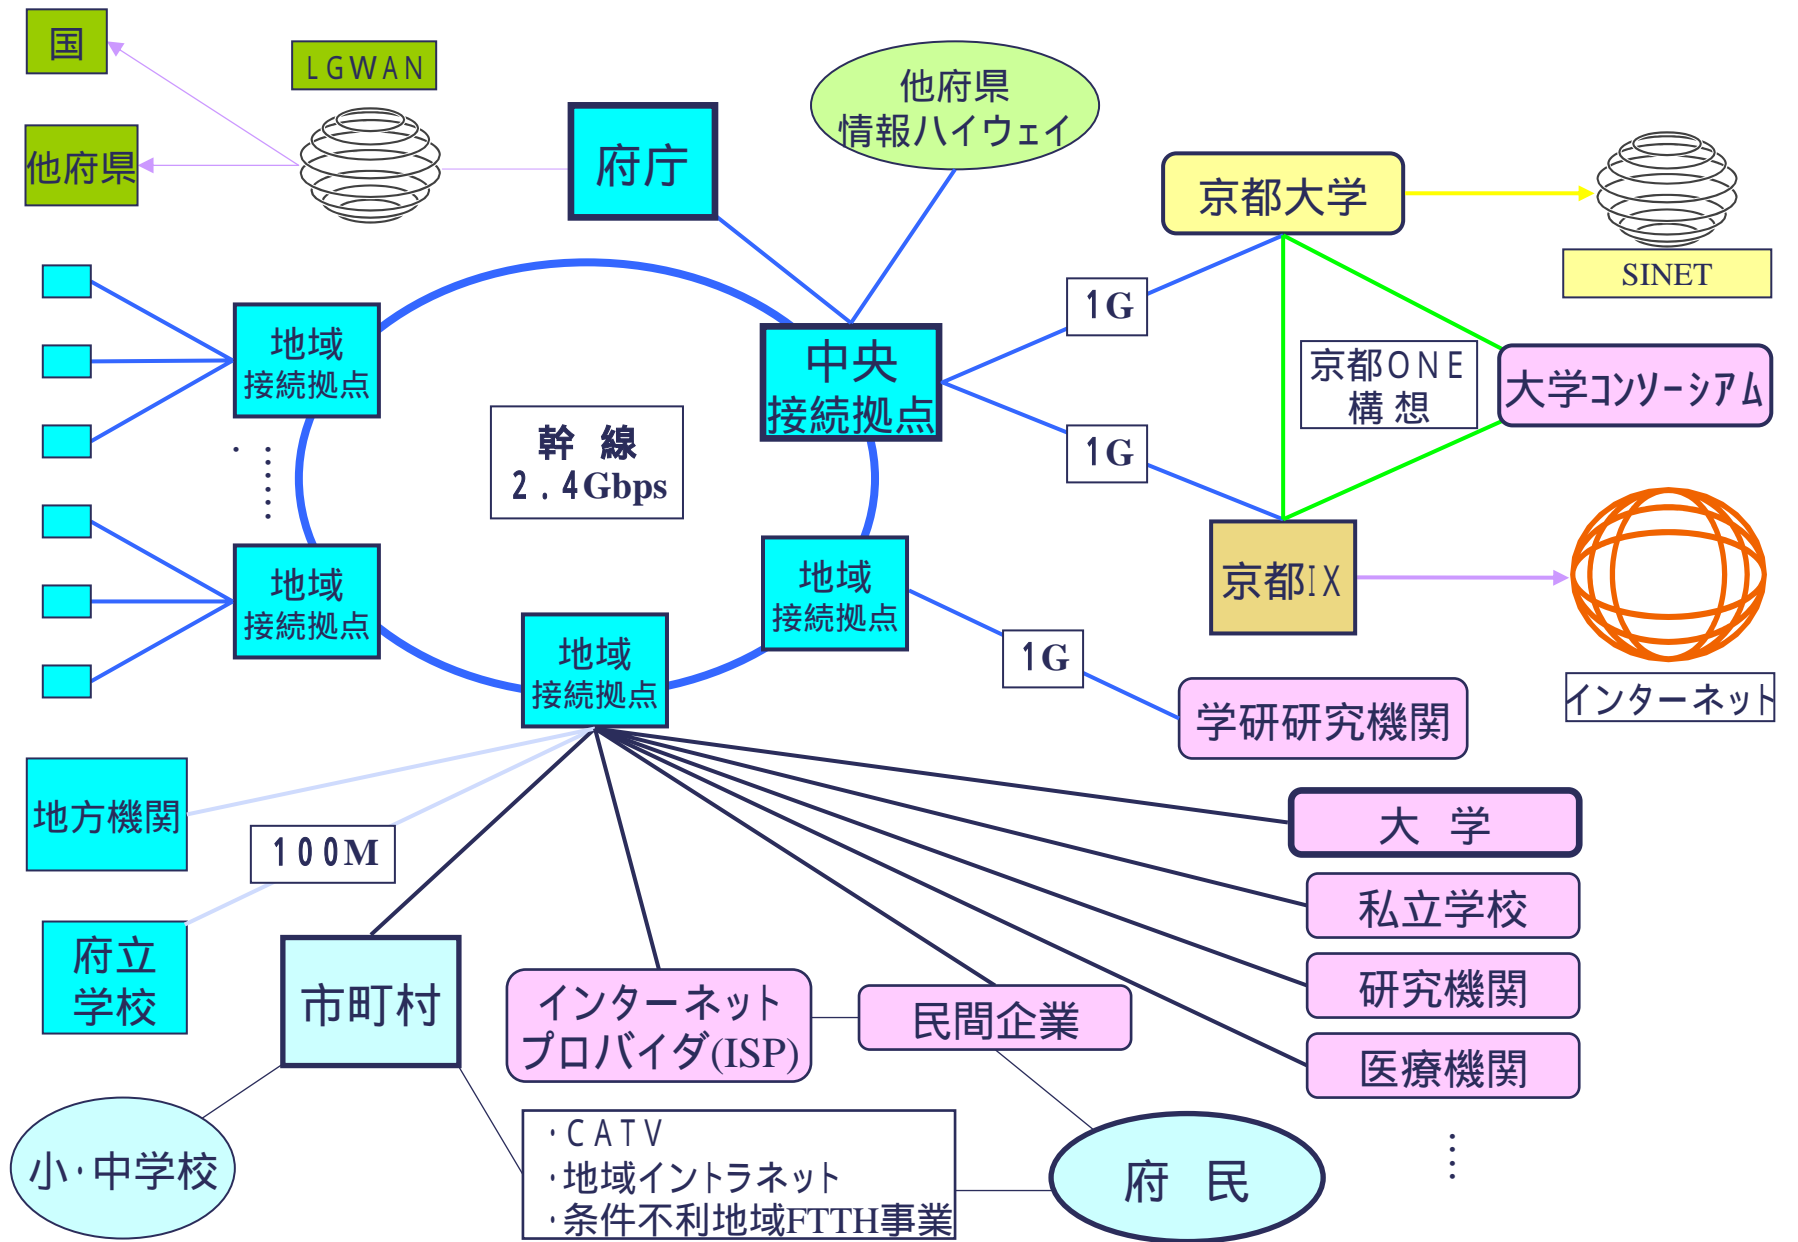 国
ＬＧＷＡＮ
他府県
府庁
他府県
情報ハイウェイ
京都大学
SINET
1G
地域
接続拠点
中央
接続拠点
京都ＯＮＥ
構 想
大学コンソーシアム
幹 線
２．４Gbps
1G
地域
接続拠点
地域
接続拠点
京都ＩＸ
地域
接続拠点
1G
インターネット
学研研究機関
地方機関
１００M
大 学
私立学校
府立
学校
市町村
インターネット
プロバイダ(ISP)
民間企業
研究機関
医療機関
小・中学校
・ＣＡＴＶ
・地域イントラネット
・条件不利地域FTTH事業
府 民